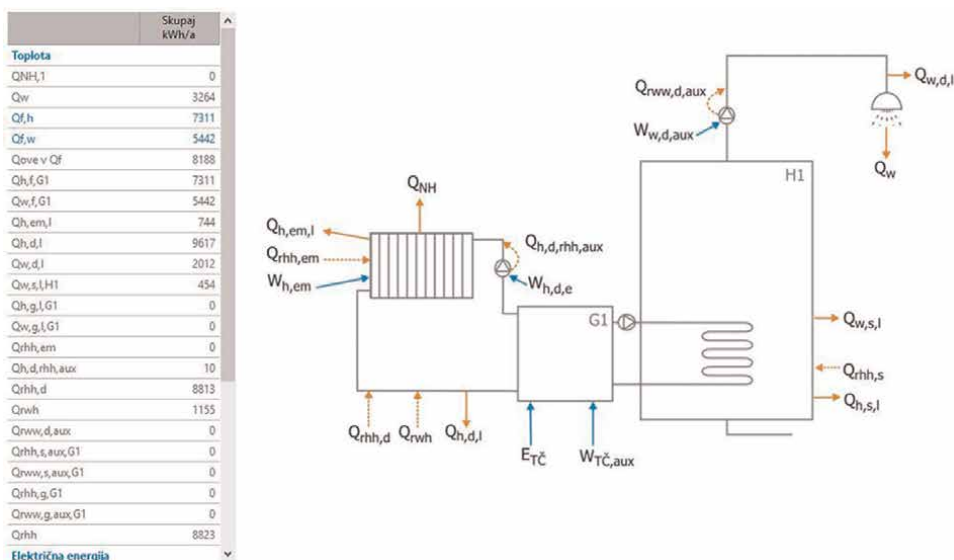 Skupaj
kWh/a
Toplota
QNH,1 0
Qw 3264
Qf,h 7311
Qf,w 5442
Qove v Qf 8188
Qh,f,G1 7311
Qw,f,G1 5442
Qh,em,l 744
Qh,d,l 9617
Qw,d,l 2012
Qw,s,l,H1 454
Qh,g,l,G1 0
Qw,g,l,G1 0
Qrhh,em 0
Qh,d,rhh,aux 10
Qrhh,d 8813
Qrwh 1155
Qrww,d,aux 0
Qrhh,s,aux,G1 0
Qrww,s,aux,G1 0
Qrhh,g,G1 0
Qrww,g,aux,G1 0
Qrhh 8823
Električna energija
Qrww,d,aux
Qw,d,l
Ww,d,aux
Qw
H1
QNH
Qh,em,l
Qh,d,rhh,aux
Qrhh,em
Wh,em
Wh,d,e
G1
Qw,s,l
Qrhh,s
Qh,s,l
Qrhh,d
Qrwh
Qh,d,l
ETČ
WTČ,aux